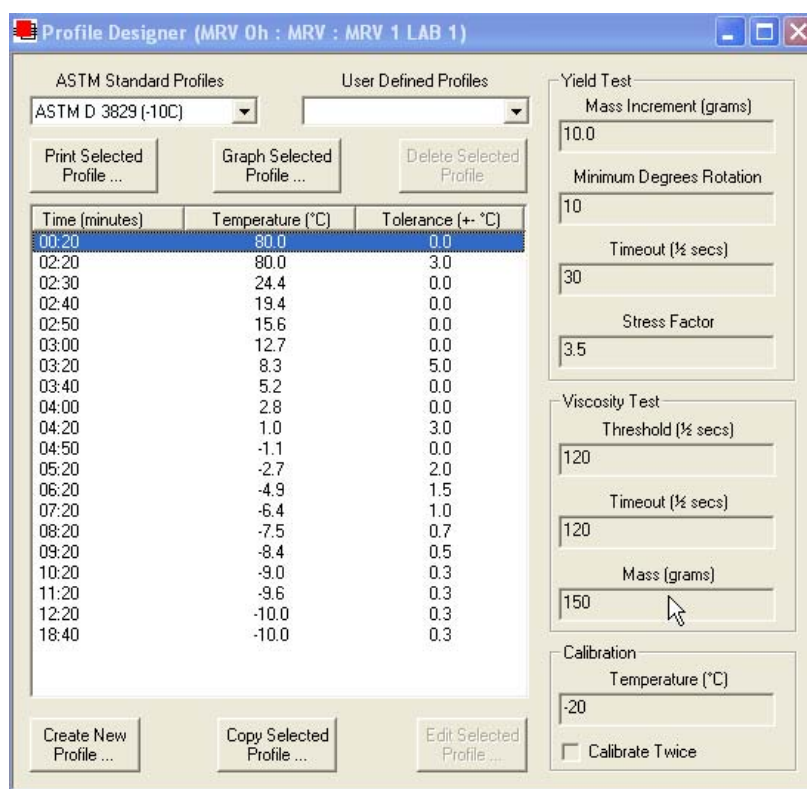 Profile Designer (MRV 0h : MRV : MRV 1 LAB 1)
ASTM Standard Profiles
User Defined Profiles
ASTM D 3829 (-10C)
Print Selected
Profile ...
Graph Selected
Profile ...
Delete Selected
Profile
Time (minutes) Temperature (°C) Tolerance (+- °C)
00:20 80.0 0.0
02:20 80.0 3.0
02:30 24.4 0.0
02:40 19.4 0.0
02:50 15.6 0.0
03:00 12.7 0.0
03:20 8.3 5.0
03:40 5.2 0.0
04:00 2.8 0.0
04:20 1.0 3.0
04:50 -1.1 0.0
05:20 -2.7 2.0
06:20 -4.9 1.5
07:20 -6.4 1.0
08:20 -7.5 0.7
09:20 -8.4 0.5
10:20 -9.0 0.3
11:20 -9.6 0.3
12:20 -10.0 0.3
18:40 -10.0 0.3
Create New
Profile ...
Copy Selected
Profile ...
Edit Selected
Profile ...
Yield Test
Mass Increment (grams)
10.0
Minimum Degrees Rotation
10
Timeout (½ secs)
30
Stress Factor
3.5
Viscosity Test
Threshold (½ secs)
120
Timeout (½ secs)
120
Mass (grams)
150
Calibration
Temperature (°C)
-20
Calibrate Twice